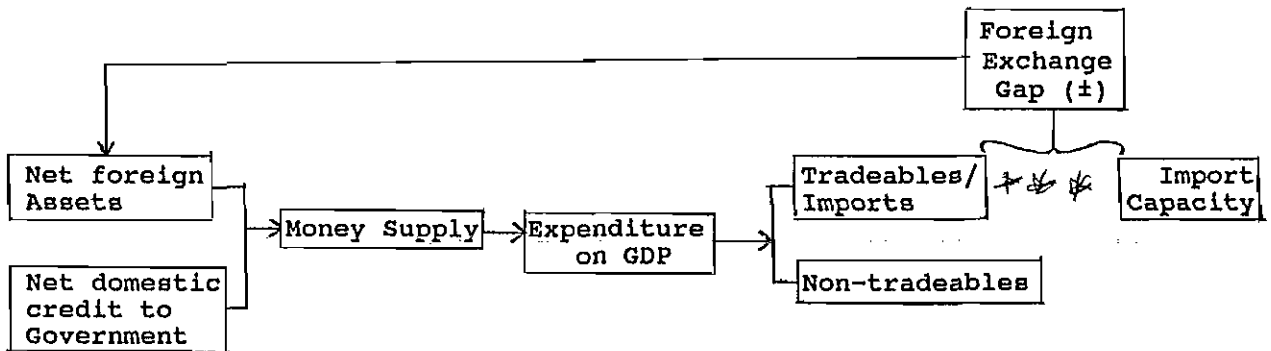 Foreign
Exchange
Gap (±)
Net foreign
Assets
Tradeables/
Imports
Import
Capacity
Money Supply
Expenditure
on GDP
Net domestic
credit to
Government
Non-tradeables